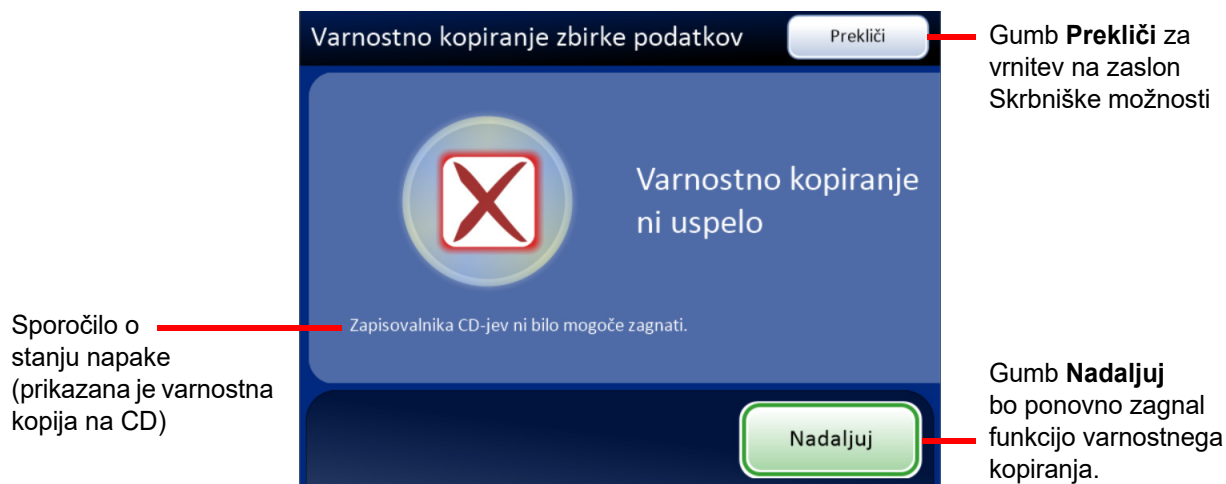 Varnostno kopiranje zbirke podatkov
Prekliči
Gumb Prekliči za
vrnitev na zaslon
Skrbniške možnosti
Varnostno kopiranje
ni uspelo
Sporočilo o
stanju napake
(prikazana je varnostna
kopija na CD)
Zapisovalnika CD-jev ni bilo mogoče zagnati.
Nadaljuj
Gumb Nadaljuj
bo ponovno zagnal
funkcijo varnostnega
kopiranja.